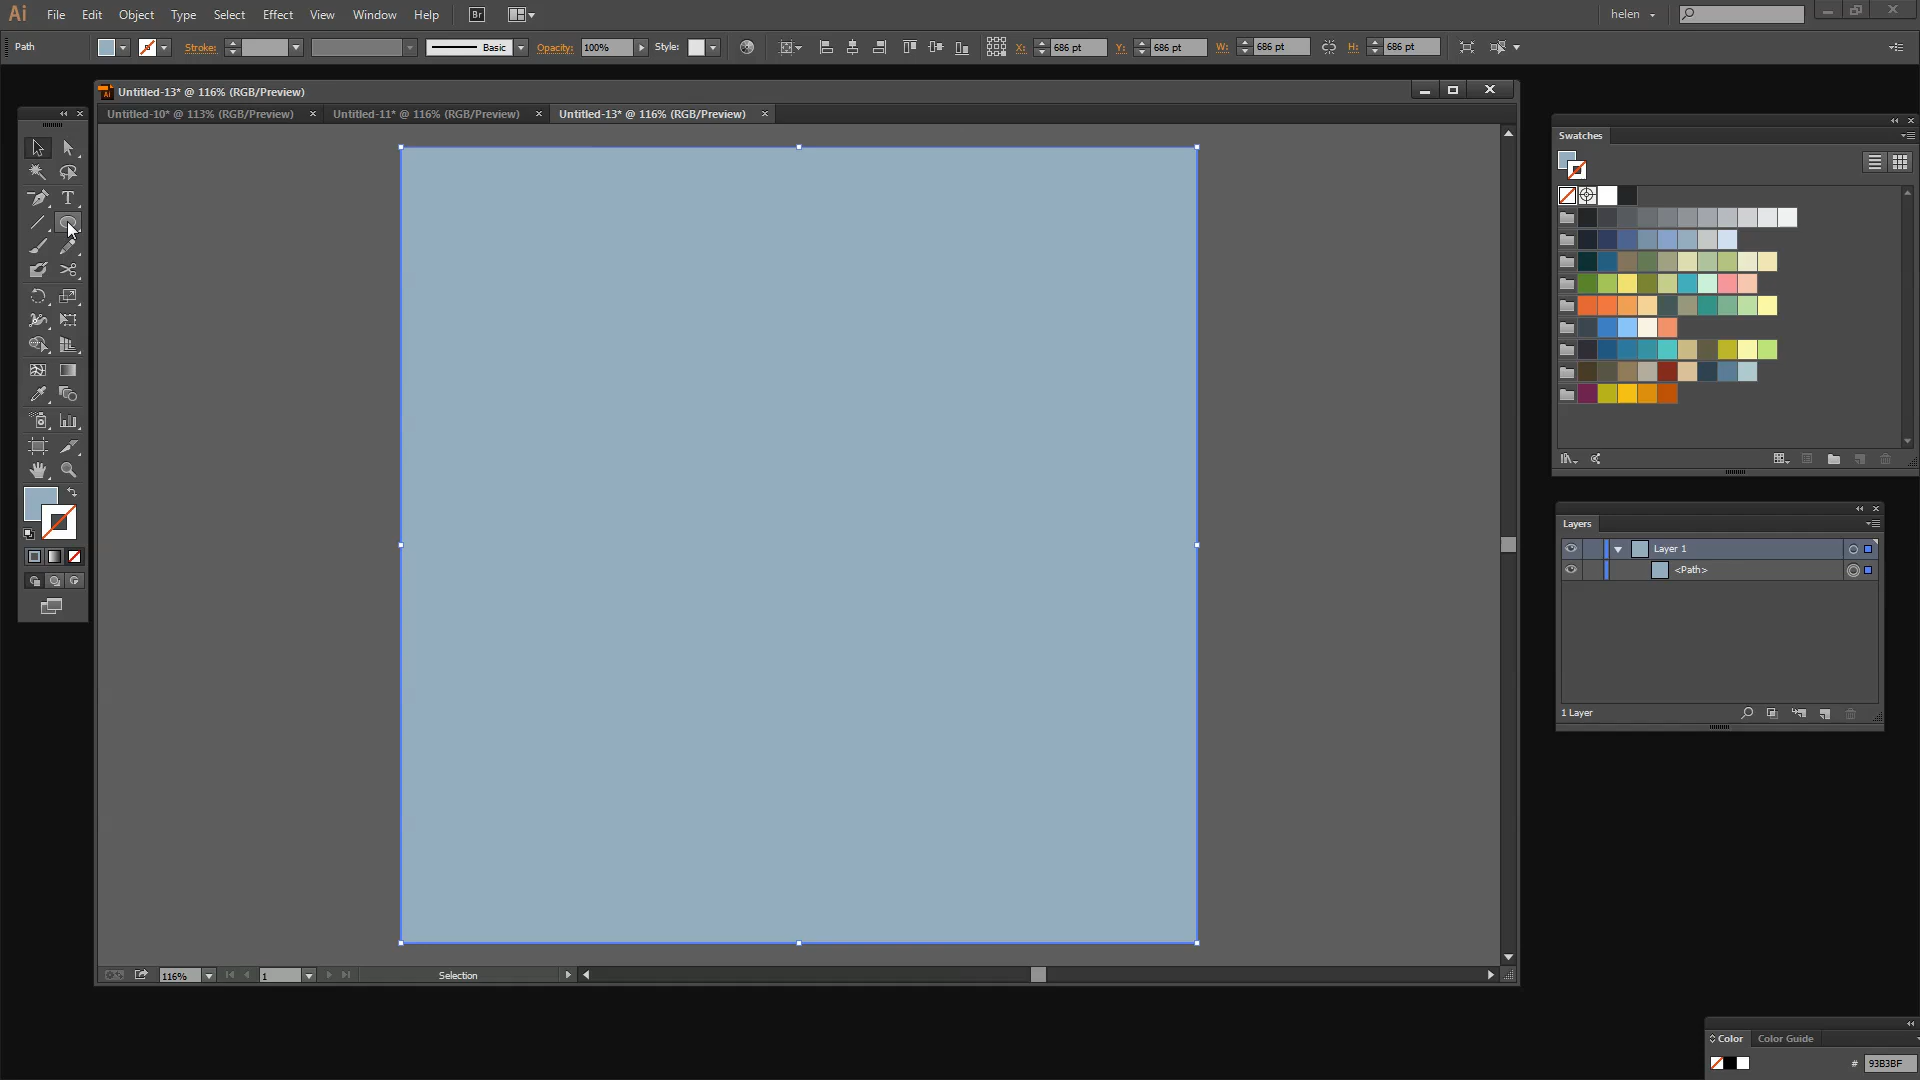 Ai File Edit Object Type Select Effect View Window Help Br helen
Path Stroke: Basic Opacity: 100% Style: X: 686 pt Y: 686 pt W: 686 pt H: 686 pt
Untitled-13* @ 116% (RGB/Preview)
Untitled-10* @ 113% (RGB/Preview) Untitled-11* @ 116% (RGB/Preview) Untitled-13* @ 116% (RGB/Preview)
Swatches
Layers
Layer 1
<Path>
1 Layer
116% 1 Selection
Color Color Guide
# 93B3BF